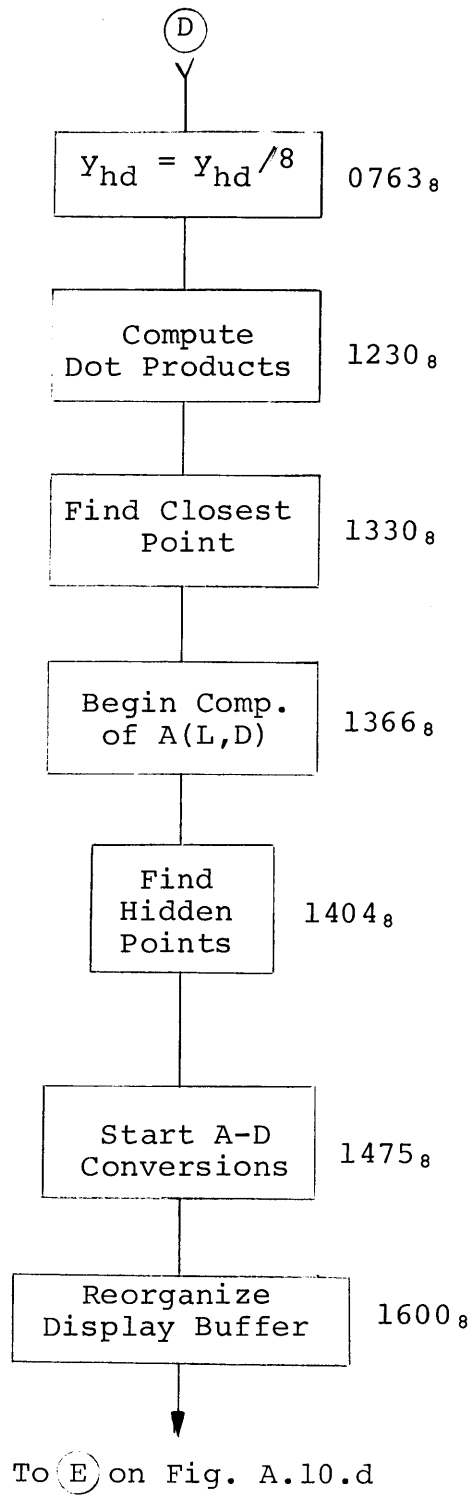 D
y_hd = y_hd/8 0763₈
Compute
Dot Products 1230₈
Find Closest
Point 1330₈
Begin Comp.
of A(L,D) 1366₈
Find
Hidden 1404₈
Points
Start A-D
Conversions 1475₈
Reorganize
Display Buffer 1600₈
To E on Fig. A.10.d